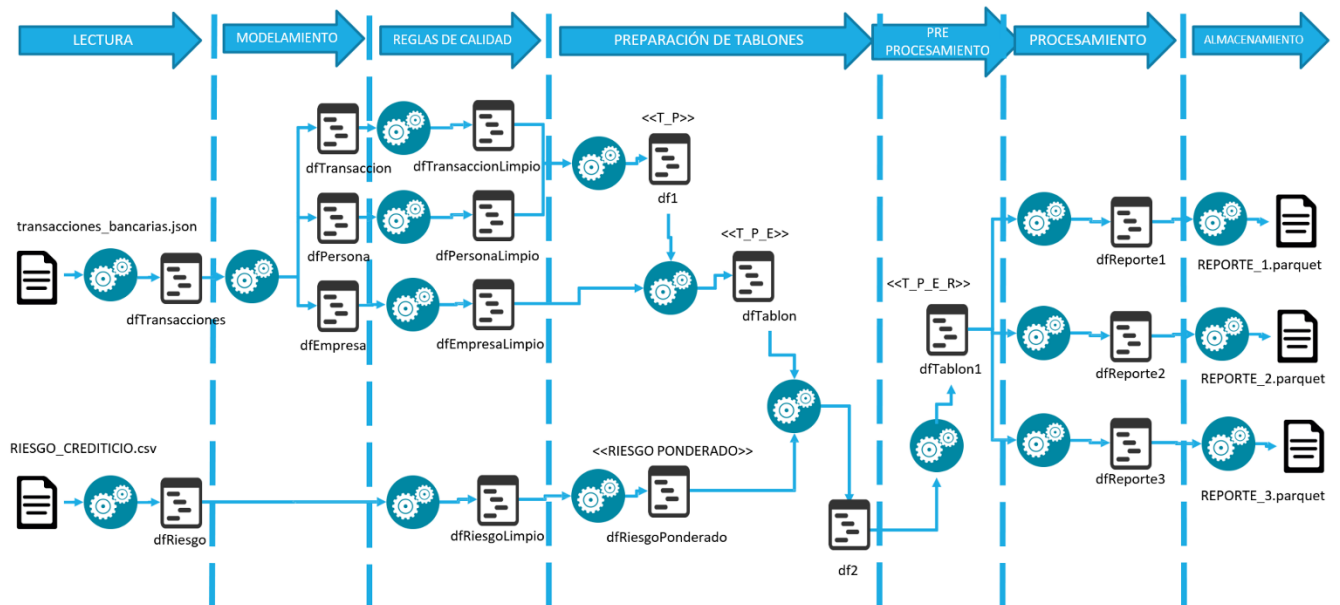 LECTURA
MODELAMIENTO
REGLAS DE CALIDAD
PREPARACIÓN DE TABLONES
PRE
PROCESAMIENTO
PROCESAMIENTO
ALMACENAMIENTO
<<T_P>>
dfTransaccion
dfTransaccionLimpio
df1
transacciones_bancarias.json
<<T_P_E>>
dfPersona
dfPersonaLimpio
dfReporte1
REPORTE_1.parquet
<<T_P_E_R>>
dfTransacciones
dfTablon
dfEmpresa
dfEmpresaLimpio
dfTablon1
dfReporte2
REPORTE_2.parquet
RIESGO_CREDITICIO.csv
<<RIESGO PONDERADO>>
dfReporte3
REPORTE_3.parquet
dfRiesgo
dfRiesgoLimpio
dfRiesgoPonderado
df2